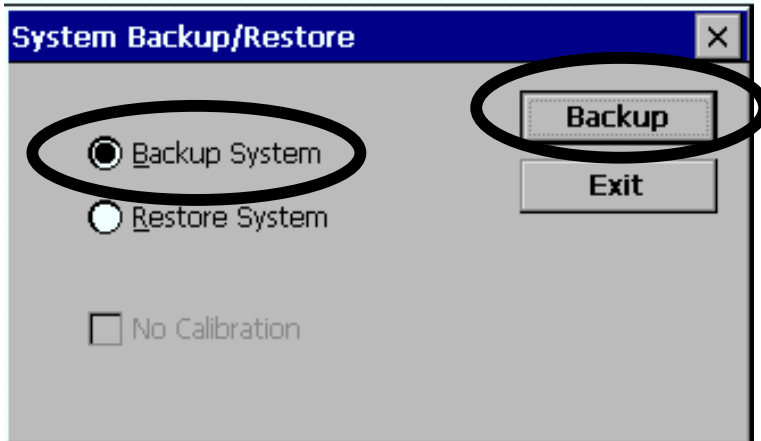 System Backup/Restore
Backup System
Backup
Restore System
Exit
No Calibration